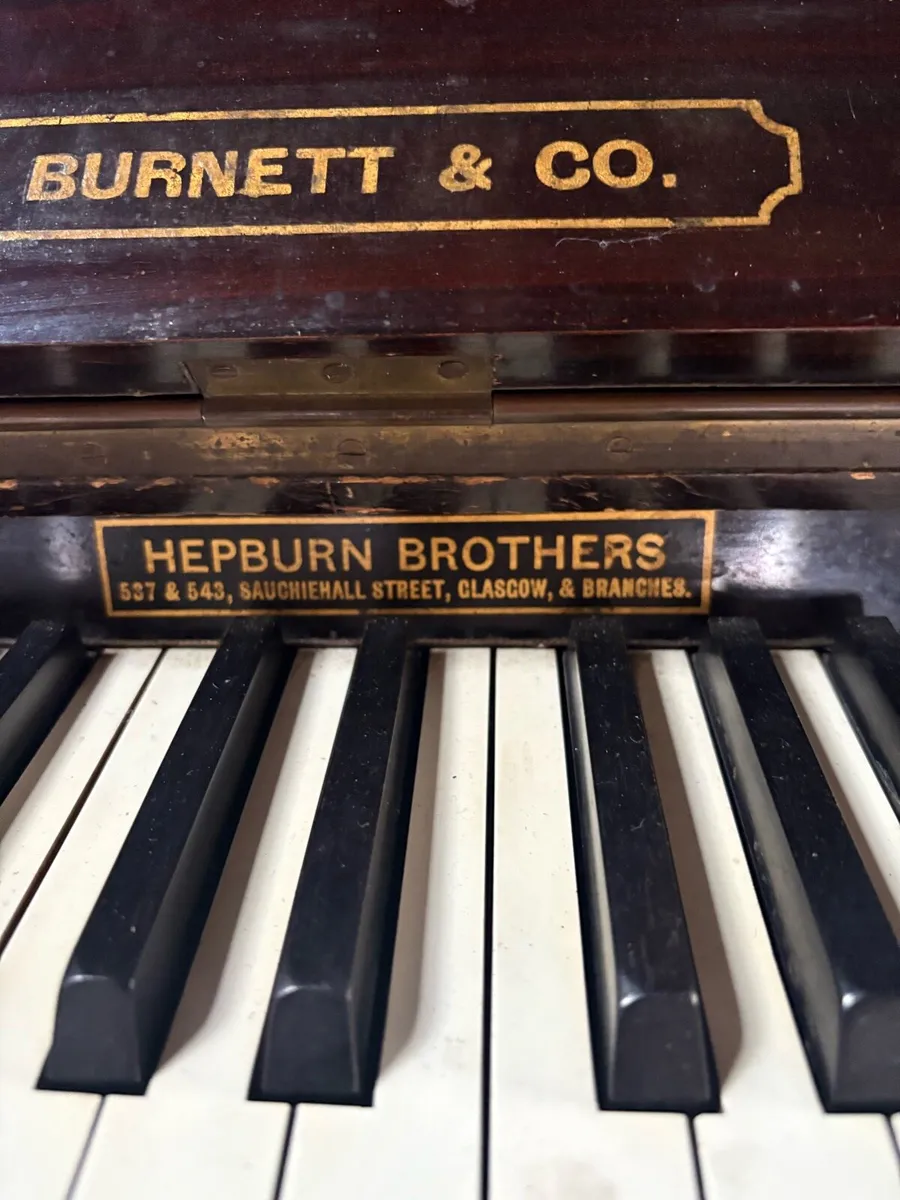 BURNETT & CO.
HEPBURN BROTHERS
537 & 543, SAUCHIEHALL STREET, GLASGOW, & BRANCHES.